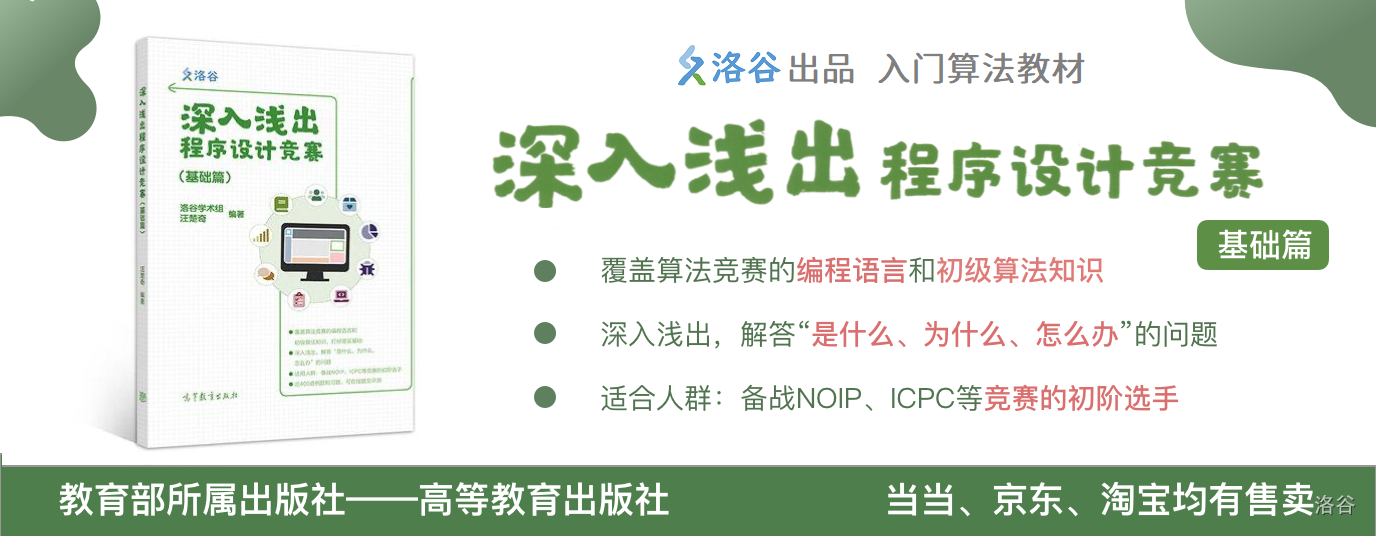 洛谷
深入浅出
程序设计竞赛
(基础篇)
洛谷学术组
汪楚奇 编著
深入浅出程序设计竞赛(基础篇)
汪楚奇 编著
高等教育出版社
洛谷出品 入门算法教材
深入浅出 程序设计竞赛
基础篇
覆盖算法竞赛的编程语言和初级算法知识
深入浅出，解答“是什么、为什么、怎么办”的问题
适合人群：备战NOIP、ICPC等竞赛的初阶选手
教育部所属出版社——高等教育出版社
当当、京东、淘宝均有售卖
洛谷